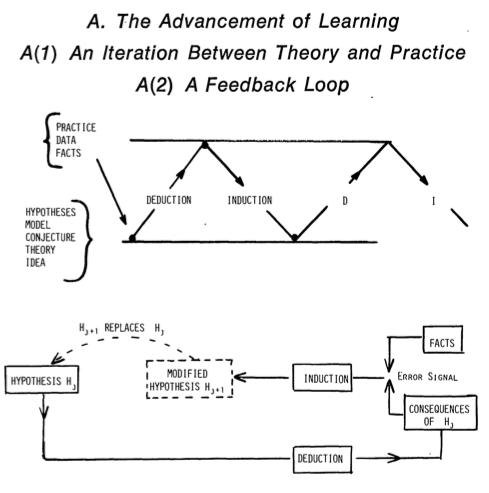 A. The Advancement of Learning
A(1) An Iteration Between Theory and Practice
A(2) A Feedback Loop
PRACTICE
DATA
FACTS
DEDUCTION
INDUCTION
D
I
HYPOTHESES
MODEL
CONJECTURE
THEORY
IDEA
H_{J+1} REPLACES H_J
FACTS
HYPOTHESIS H_J
MODIFIED
HYPOTHESIS H_{J+1}
INDUCTION
ERROR SIGNAL
CONSEQUENCES
OF H_J
DEDUCTION